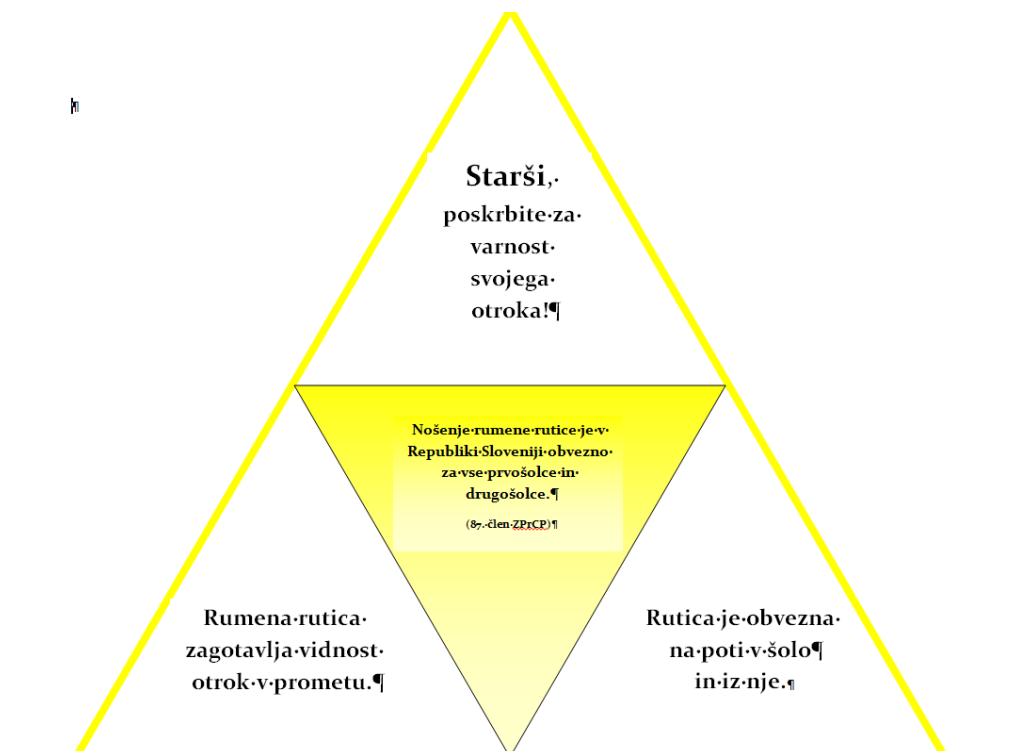 Starši,
poskrbite za
varnost
svojega
otroka!
Nošenje rumene rutice je v
Republiki Sloveniji obvezno
za vse prvošolce in
drugošolce.
(87. člen ZPrCP)
Rumena rutica
zagotavlja vidnost
otrok v prometu.
Rutica je obvezna
na poti v šolo
in iz nje.